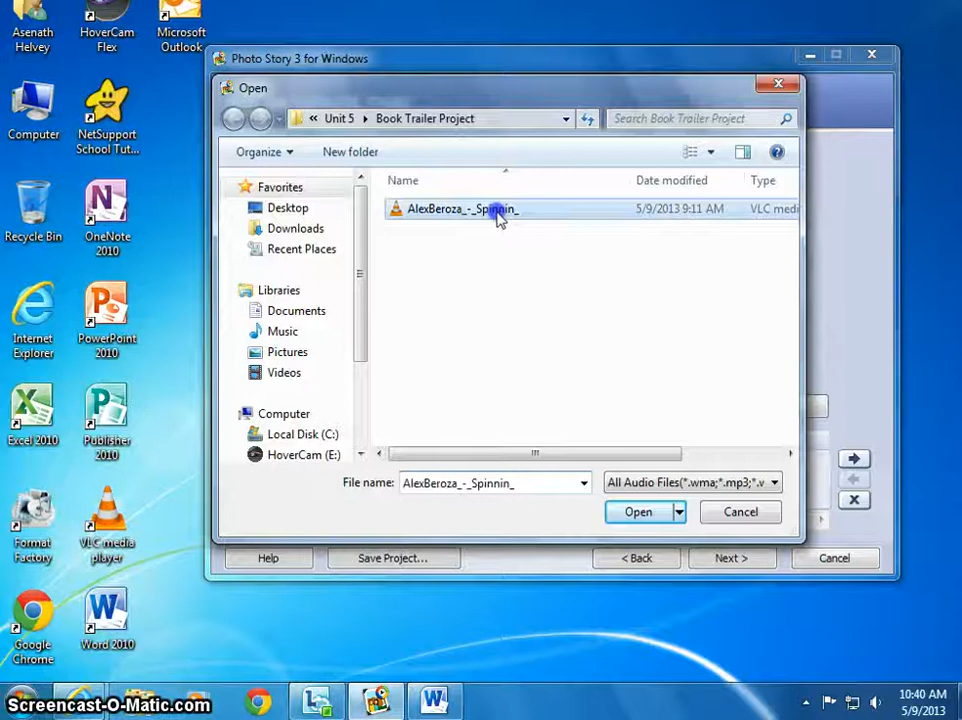 Asenath
Helvey
HoverCam
Flex
Microsoft
Outlook
Computer
NetSupport
School Tut...
Recycle Bin
OneNote
2010
Internet
Explorer
PowerPoint
2010
Excel 2010
Publisher
2010
Format
Factory
VLC media
player
Google
Chrome
Word 2010
Photo Story 3 for Windows
Open
« Unit 5 Book Trailer Project
Search Book Trailer Project
Organize New folder
Favorites
Desktop
Downloads
Recent Places
Libraries
Documents
Music
Pictures
Videos
Computer
Local Disk (C:)
HoverCam (E:)
Name Date modified Type
AlexBeroza_-_Spinnin_ 5/9/2013 9:11 AM VLC medi
File name: AlexBeroza_-_Spinnin_ All Audio Files(*.wma;*.mp3;*.v
Open Cancel
Help Save Project... < Back Next > Cancel
Screencast-O-Matic.com
10:40 AM
5/9/2013